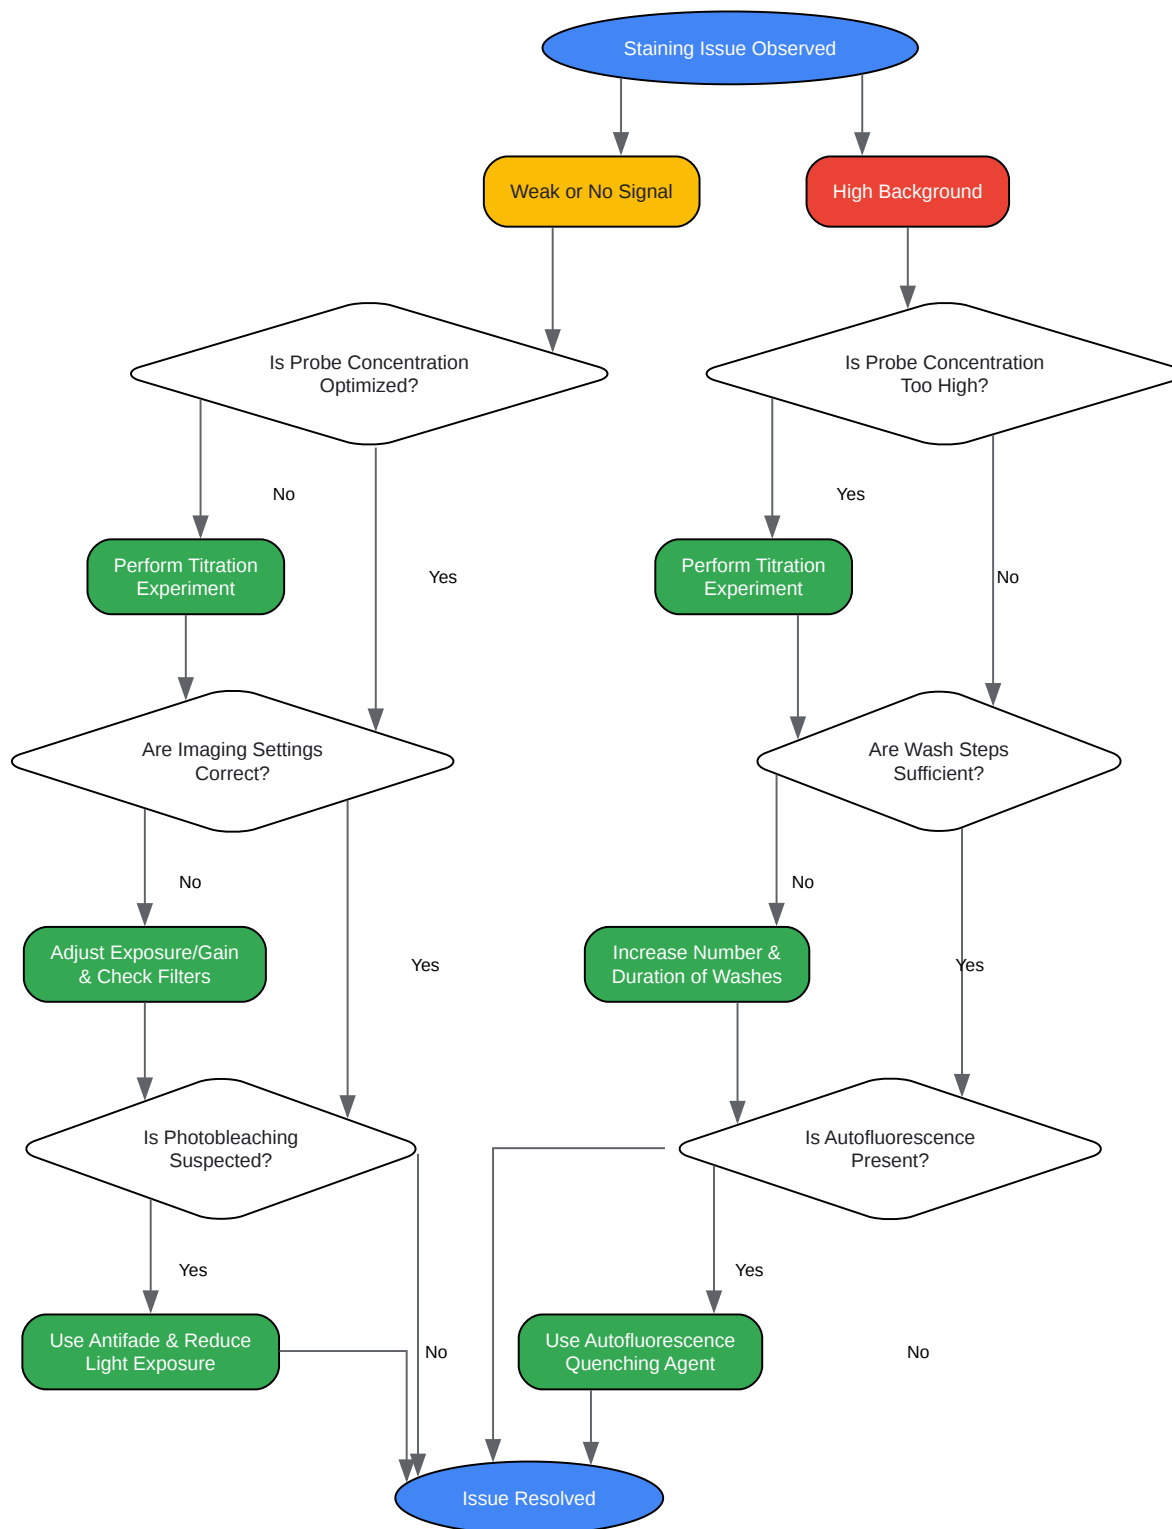 Staining Issue Observed
Weak or No Signal
High Background
Is Probe Concentration
Optimized?
Is Probe Concentration
Too High?
No
Yes
Perform Titration
Experiment
Yes
Perform Titration
Experiment
No
Are Imaging Settings
Correct?
Are Wash Steps
Sufficient?
No
No
Adjust Exposure/Gain
& Check Filters
Yes
Increase Number &
Duration of Washes
Yes
Is Photobleaching
Suspected?
Is Autofluorescence
Present?
Yes
Yes
Use Antifade & Reduce
Light Exposure
No
Use Autofluorescence
Quenching Agent
No
Issue Resolved